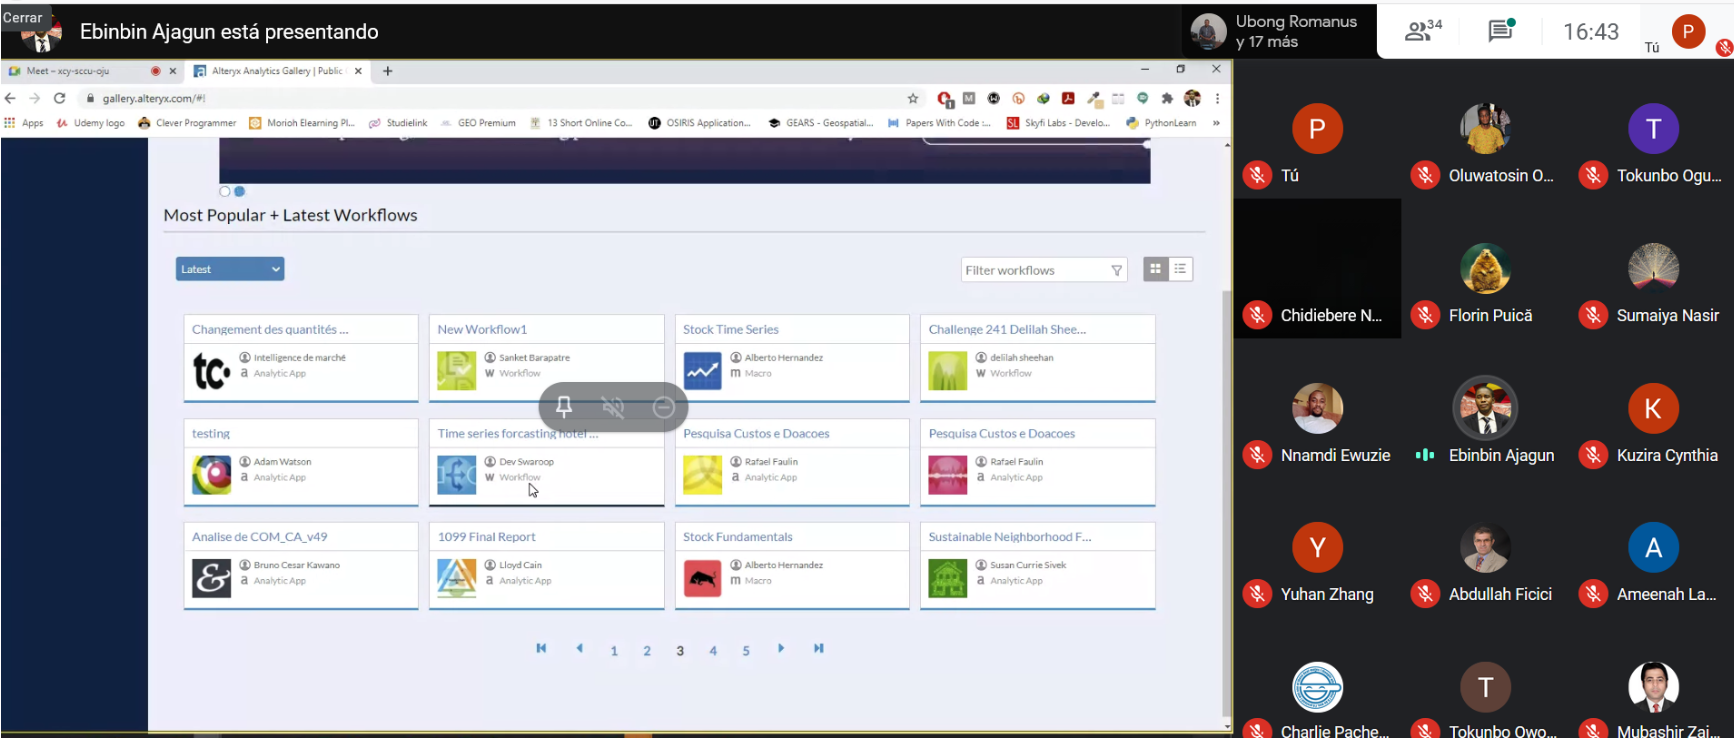 Cerrar
Ebinbin Ajagun está presentando
Ubong Romanus
y 17 más
34
16:43
Tú
P
Meet – xcy-sccu-oju
Alteryx Analytics Gallery | Public
gallery.alteryx.com/#!
Apps
Udemy logo
Clever Programmer
Morioh Elearning Pl...
Studielink
GEO Premium
13 Short Online Co...
OSIRIS Application...
GEARS - Geospatial...
Papers With Code :...
SL
Skyfi Labs - Develo...
PythonLearn
»
Most Popular + Latest Workflows
Latest
Filter workflows
Changement des quantités ...
tc.
Intelligence de marché
a Analytic App
New Workflow1
Sanket Barapatre
W Workflow
Stock Time Series
Alberto Hernandez
m Macro
Challenge 241 Delilah Shee...
delilah sheehan
W Workflow
testing
Adam Watson
a Analytic App
Time series forcasting hotel ...
Dev Swaroop
W Workflow
Pesquisa Custos e Doacoes
Rafael Faulin
a Analytic App
Pesquisa Custos e Doacoes
Rafael Faulin
a Analytic App
Analise de COM_CA_v49
&
Bruno Cesar Kawano
a Analytic App
1099 Final Report
Lloyd Cain
a Analytic App
Stock Fundamentals
Alberto Hernandez
m Macro
Sustainable Neighborhood F...
Susan Currie Sivek
a Analytic App
1 2 3 4 5
P
Tú
Oluwatosin O...
T
Tokunbo Ogu...
Chidiebere N...
Florin Puică
Sumaiya Nasir
Nnamdi Ewuzie
Ebinbin Ajagun
K
Kuzira Cynthia
Y
Yuhan Zhang
Abdullah Ficici
A
Ameenah La...
Charlie Pache...
T
Tokunbo Owo...
Mubashir Zai...